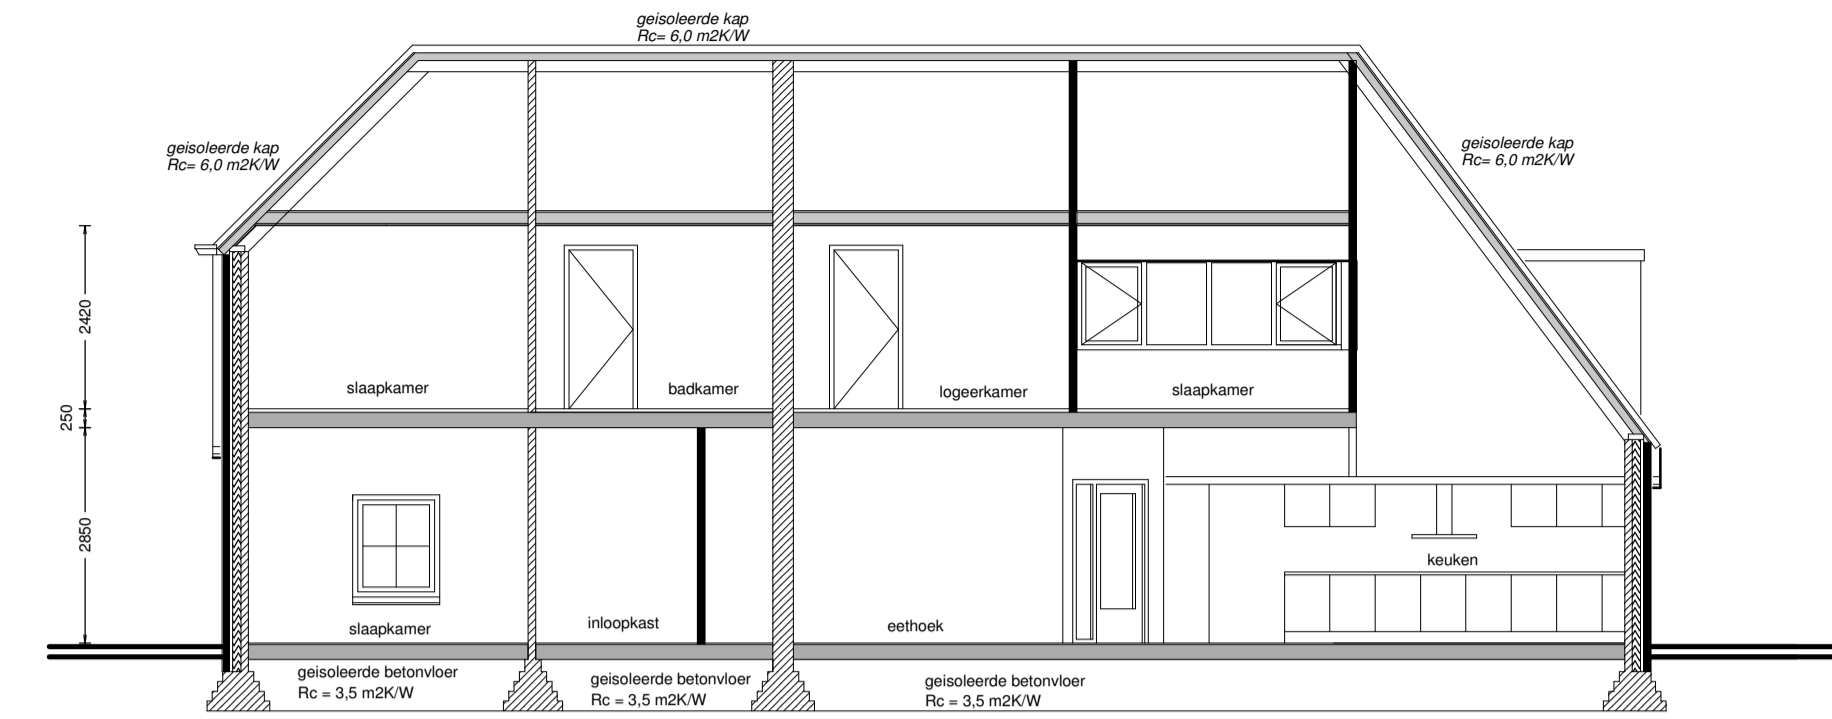 geisoleerde kap
Rc= 6,0 m2K/W
geisoleerde kap
Rc= 6,0 m2K/W
geisoleerde kap
Rc= 6,0 m2K/W
2420
250
2850
slaapkamer
badkamer
logeerkamer
slaapkamer
keuken
slaapkamer
inloopkast
eethoek
geisoleerde betonvloer
Rc = 3,5 m2K/W
geisoleerde betonvloer
Rc = 3,5 m2K/W
geisoleerde betonvloer
Rc = 3,5 m2K/W